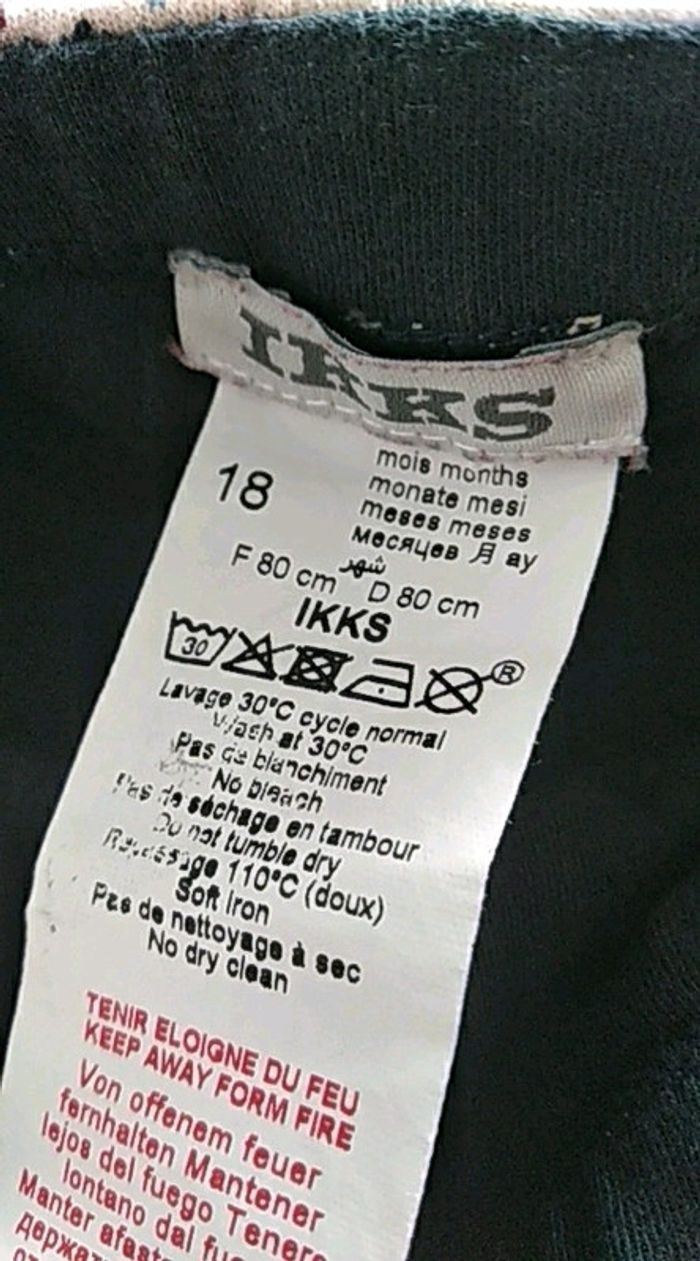 IKKS
18
mois months
monate mesi
meses meses
месяцев 月 ay
شهر
F 80 cm D 80 cm
IKKS
30 ®
Lavage 30°C cycle normal
Wash at 30°C
Pas de blanchiment
No bleach
Pas de séchage en tambour
Do not tumble dry
Repassage 110°C (doux)
Soft Iron
Pas de nettoyage à sec
No dry clean
TENIR ELOIGNE DU FEU
KEEP AWAY FORM FIRE
Von offenem feuer
fernhalten Mantener
lejos del fuego Tenere
lontano dal
Manter